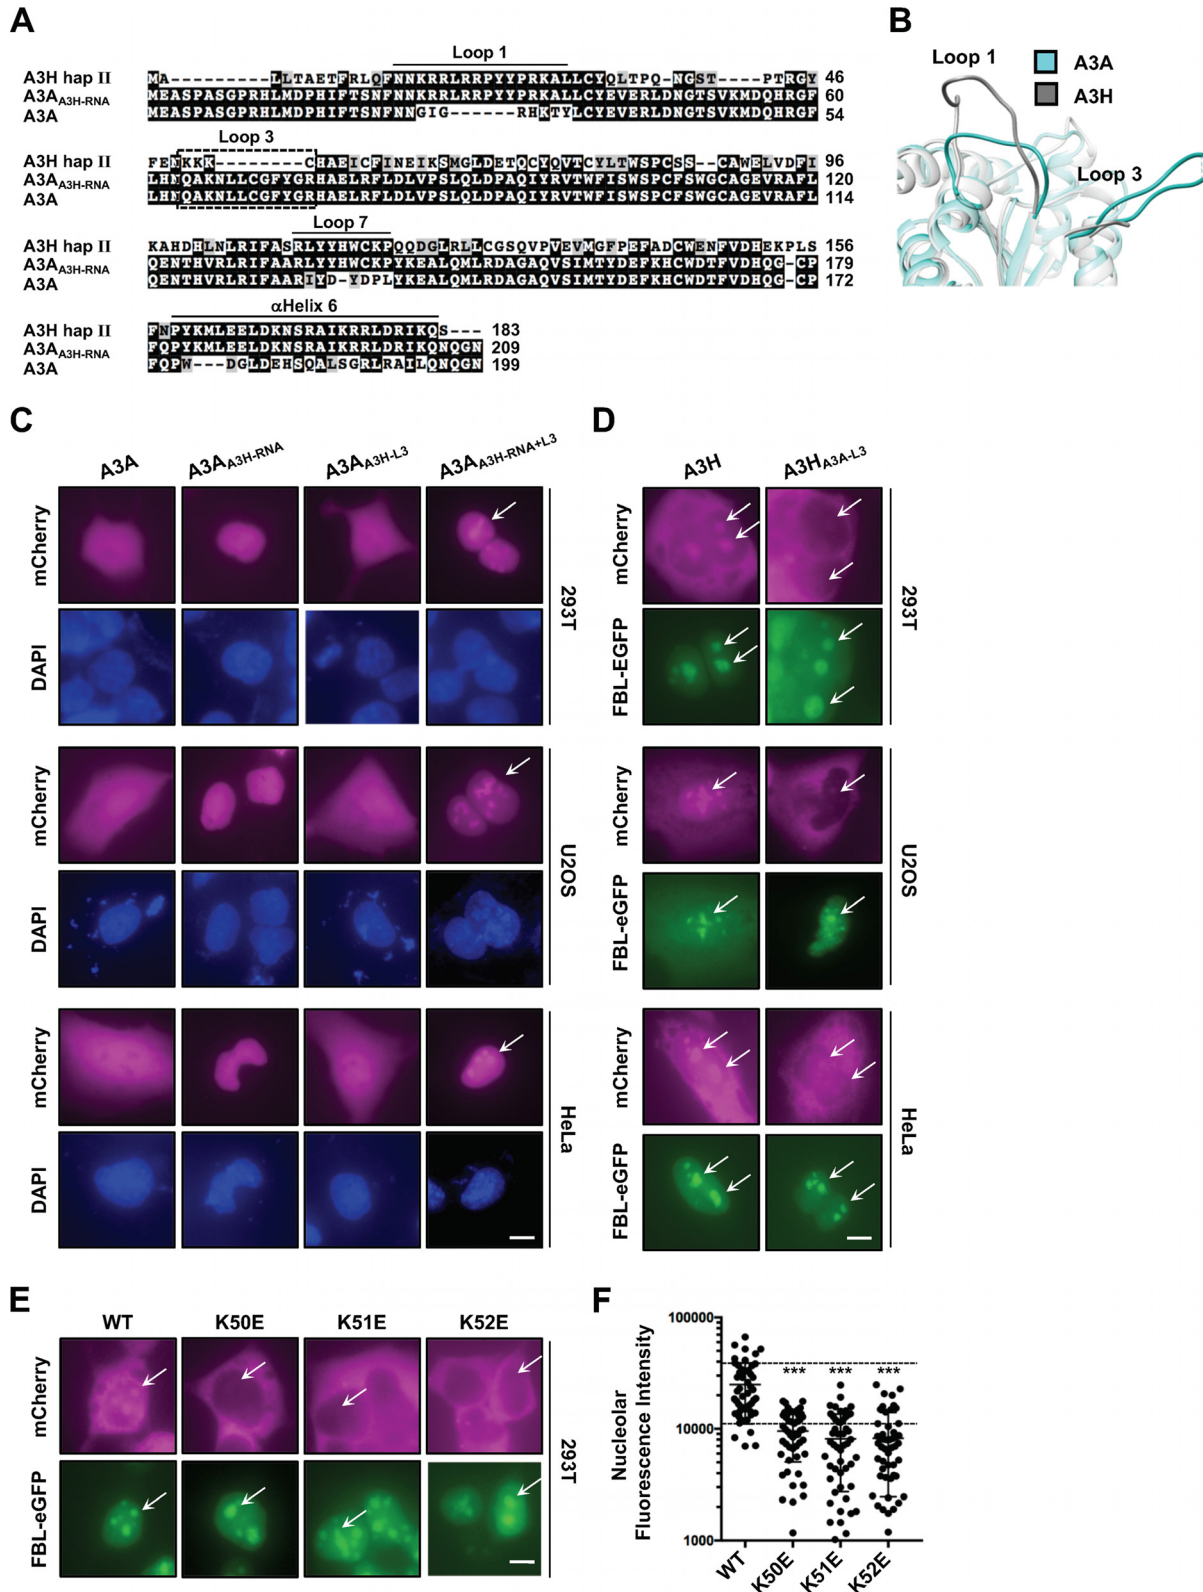 A
Loop 1
A3H hap II MA----------LLTAETFRLQFNNKRRLRRPYYPRKALLCYQLTPQ-NGST----PTRGY 46
A3AA3H-RNA MEASPASGPRHLMDPHIFTSNFNNKRRLRRPYYPRKALLCYEVERLDNGTSVKMDQHRGF 60
A3A MEASPASGPRHLMDPHIFTSNFNNGIG------RHKTYLCYEVERLDNGTSVKMDQHRGF 54
Loop 3
A3H hap II FENKKK---------CHAEICFINEIKSMGLDETQCYQVTCYLTWSPCSS--CAWELVDFI 96
A3AA3H-RNA LHNQAKNLLCGFYGRHAELRFLDLVPSLQLDPAQIYRVTWFISWSPCFSWGCAGEVRAFL 120
A3A LHNQAKNLLCGFYGRHAELRFLDLVPSLQLDPAQIYRVTWFISWSPCFSWGCAGEVRAFL 114
Loop 7
A3H hap II KAHDHLNLRIFASRLYYHWCKPQQDGLRLLCGSQVPVEVMGFPEFADCWENFVDHEKPLS 156
A3AA3H-RNA QENTHVRLRIFAARLYYHWCKPYKEALQMLRDAGAQVSIMTYDEFKHCWDTFVDHQG-CP 179
A3A QENTHVRLRIFAARIYD-YDPLYKEALQMLRDAGAQVSIMTYDEFKHCWDTFVDHQG-CP 172
αHelix 6
A3H hap II FNPYKMLEELDKNSRAIKRRLDRIKQS--- 183
A3AA3H-RNA FQPYKMLEELDKNSRAIKRRLDRIKQNQGN 209
A3A FQPW---DGLDEHSQALSGRLRAILQNQGN 199
B
Loop 1
A3A
A3H
Loop 3
C
A3A A3AA3H-RNA A3AA3H-L3 A3AA3H-RNA+L3
mCherry
DAPI
293T
mCherry
DAPI
U2OS
mCherry
DAPI
HeLa
D
A3H A3HA3A-L3
mCherry
FBL-EGFP
293T
mCherry
FBL-eGFP
U2OS
mCherry
FBL-eGFP
HeLa
E
WT K50E K51E K52E
mCherry
FBL-eGFP
293T
F
Nucleolar
Fluorescence Intensity
100000
10000
1000
*** *** ***
WT K50E K51E K52E